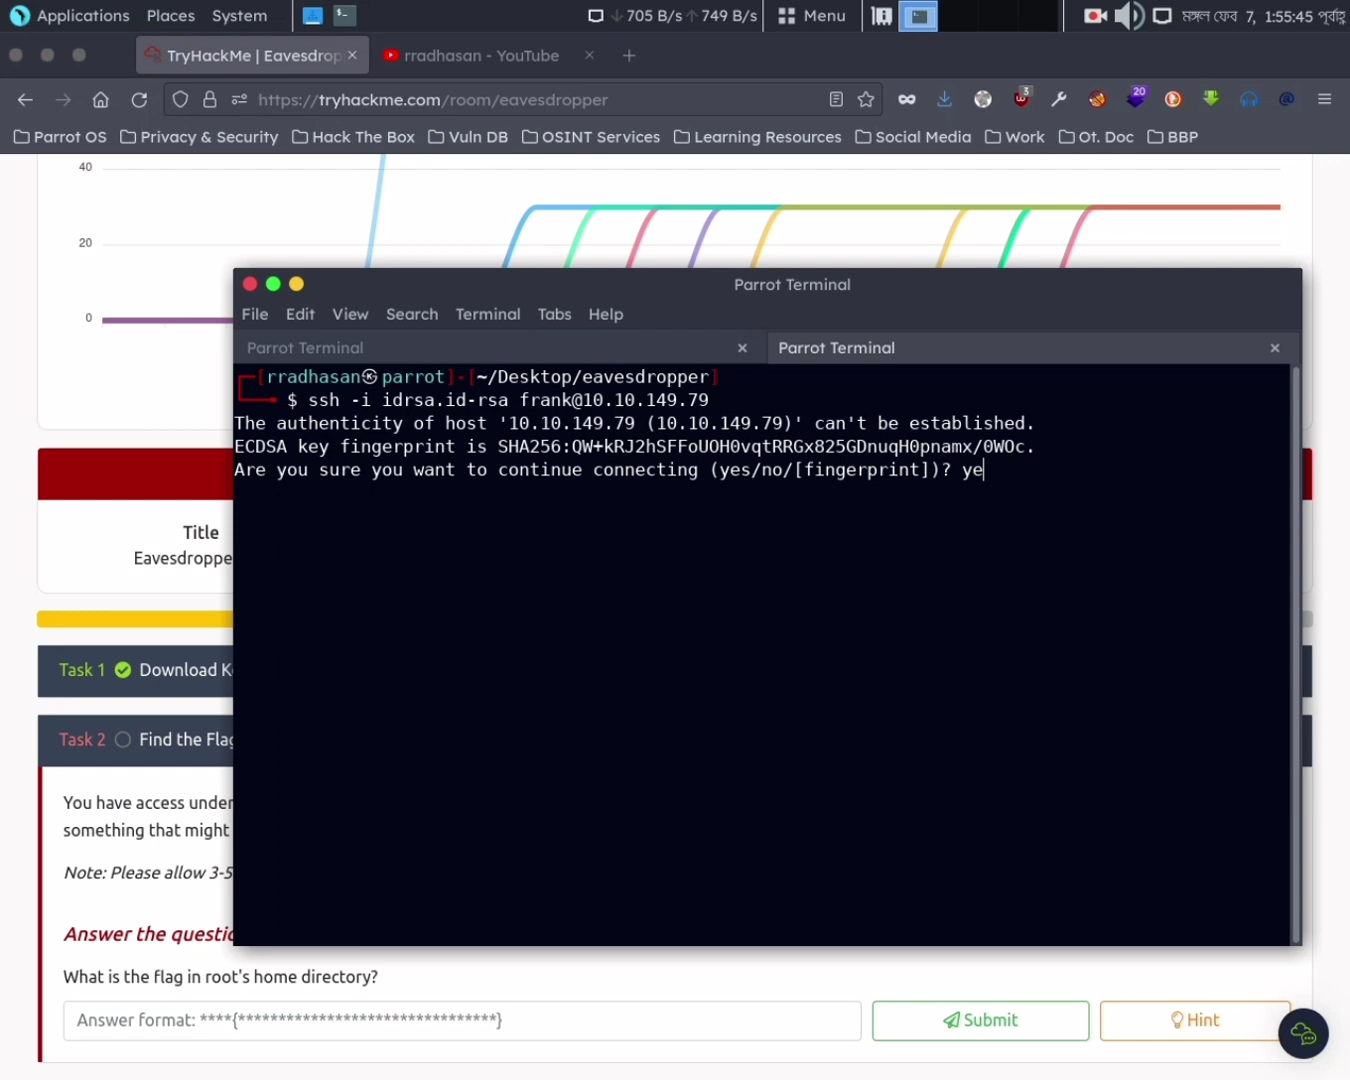 Applications Places System
705 B/s 749 B/s Menu
মঙ্গল ফেব 7, 1:55:45 পূর্বাহ্
TryHackMe | Eavesdrop
rradhasan - YouTube
https://tryhackme.com/room/eavesdropper
3
20
Parrot OS Privacy & Security Hack The Box Vuln DB OSINT Services Learning Resources Social Media Work Ot. Doc BBP
40
20
0
Parrot Terminal
File Edit View Search Terminal Tabs Help
Parrot Terminal
Parrot Terminal
[rradhasan㉿parrot]-[~/Desktop/eavesdropper]
$ ssh -i idrsa.id-rsa frank@10.10.149.79
The authenticity of host '10.10.149.79 (10.10.149.79)' can't be established.
ECDSA key fingerprint is SHA256:QW+kRJ2hSFFoUOH0vqtRRGx825GDnuqH0pnamx/0WOc.
Are you sure you want to continue connecting (yes/no/[fingerprint])? ye
Title
Eavesdroppe
Task 1 Download K
Task 2 Find the Flag
You have access under
something that might
Note: Please allow 3-5
Answer the questio
What is the flag in root's home directory?
Answer format: ****{********************************}
Submit
Hint